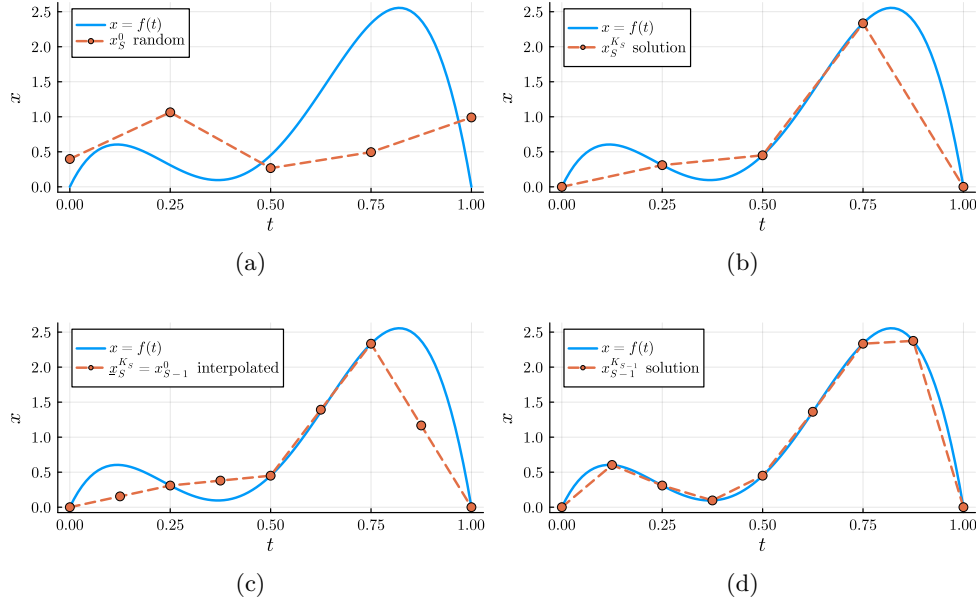 x = f(t)
x_S^0 random
2.5
2.0
1.5
1.0
0.5
0.0
x
0.00 0.25 0.50 0.75 1.00
t
(a)
x = f(t)
x_S^{K_S} solution
2.5
2.0
1.5
1.0
0.5
0.0
x
0.00 0.25 0.50 0.75 1.00
t
(b)
x = f(t)
\underline{x}_S^{K_S} = x_{S-1}^0 interpolated
2.5
2.0
1.5
1.0
0.5
0.0
x
0.00 0.25 0.50 0.75 1.00
t
(c)
x = f(t)
x_{S-1}^{K_{S-1}} solution
2.5
2.0
1.5
1.0
0.5
0.0
x
0.00 0.25 0.50 0.75 1.00
t
(d)